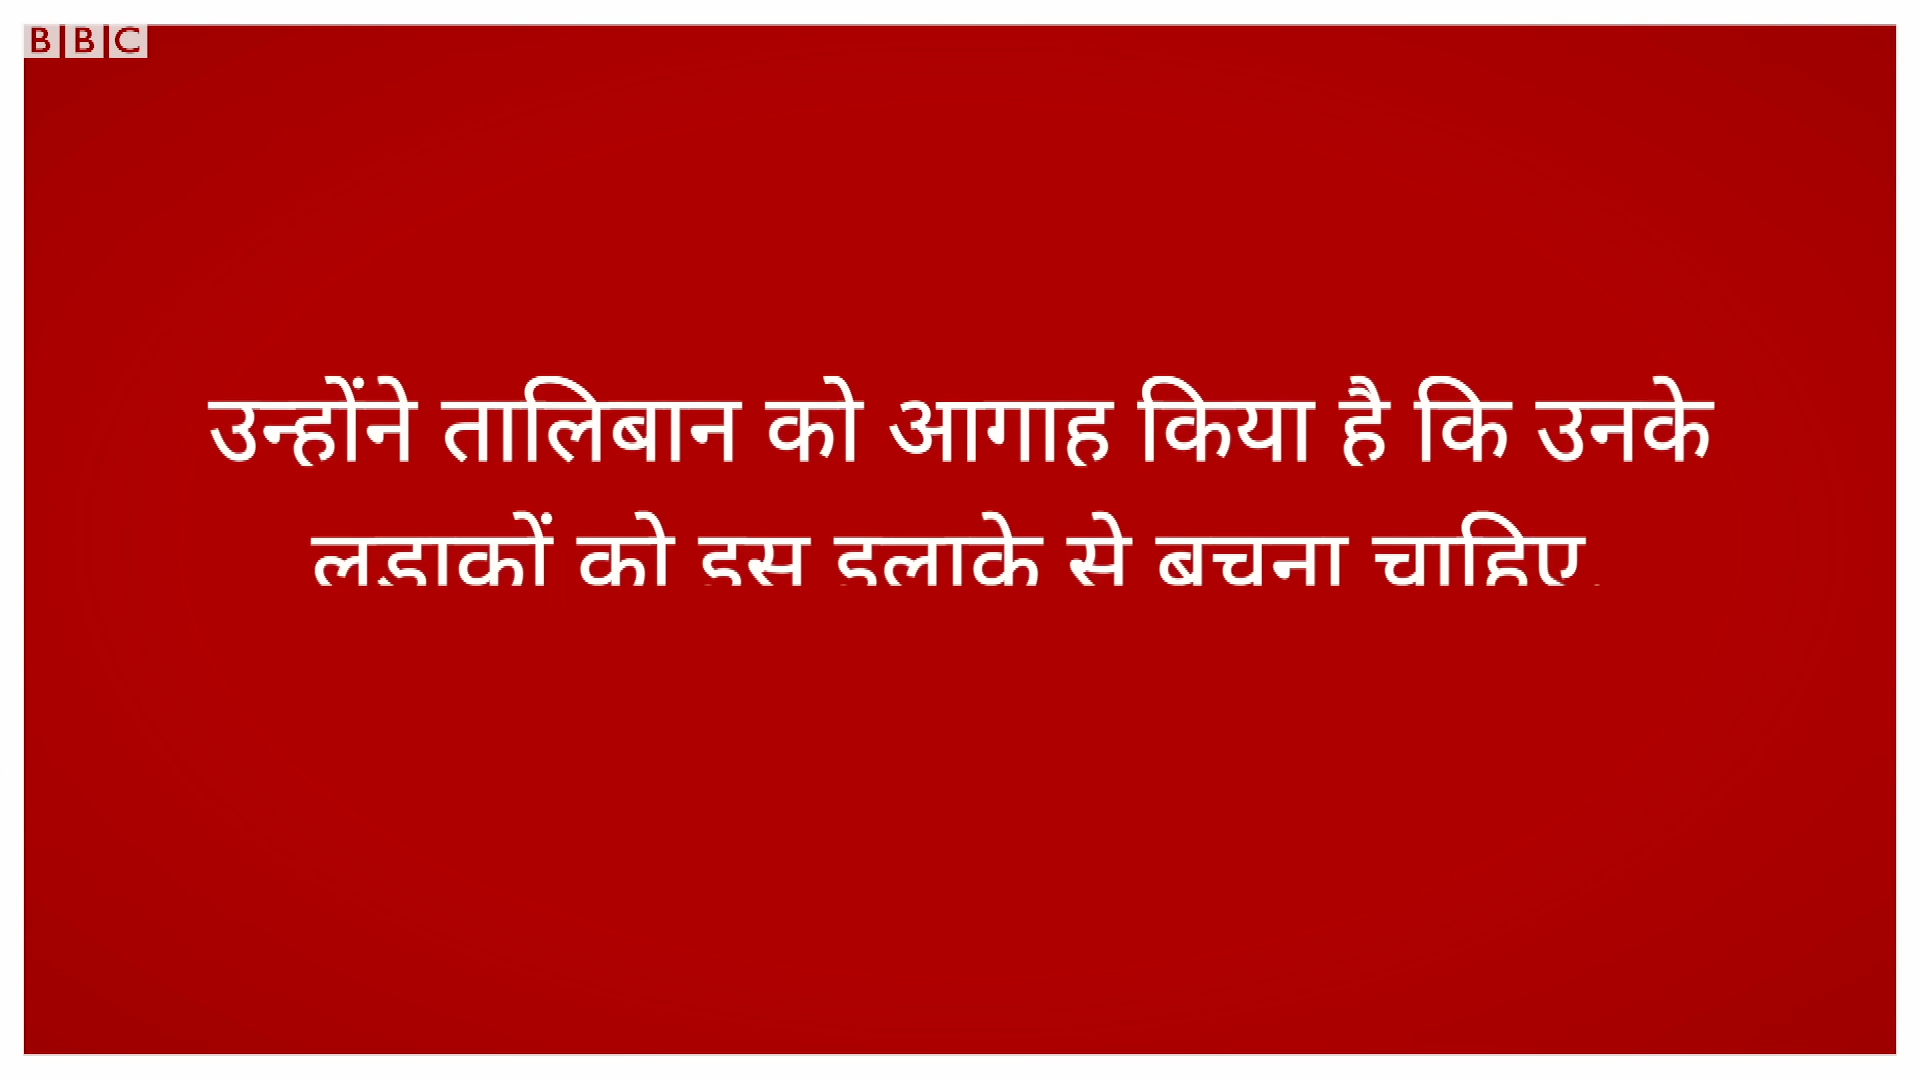 BBC
उन्होंने तालिबान को आगाह किया है कि उनके
लड़ाकों को इस इलाके से बचना चाहिए.